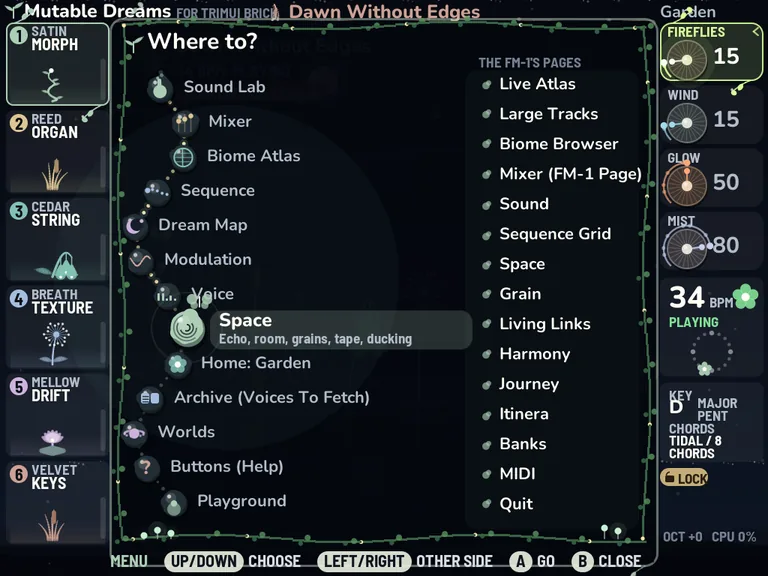 Mutable Dreams FOR TRIMUI BRICK
Dawn Without Edges
Garden
1 SATIN
MORPH
2 REED
ORGAN
3 CEDAR
STRING
4 BREATH
TEXTURE
5 MELLOW
DRIFT
6 VELVET
KEYS
Where to?
Sound Lab
Mixer
Biome Atlas
Sequence
Dream Map
Modulation
Voice
Space
Echo, room, grains, tape, ducking
Home: Garden
Archive (Voices To Fetch)
Worlds
Buttons (Help)
Playground
THE FM-1'S PAGES
Live Atlas
Large Tracks
Biome Browser
Mixer (FM-1 Page)
Sound
Sequence Grid
Space
Grain
Living Links
Harmony
Journey
Itinera
Banks
MIDI
Quit
FIREFLIES
15
WIND
15
GLOW
50
MIST
80
34 BPM
PLAYING
KEY
D MAJOR
PENT
CHORDS
TIDAL / 8
CHORDS
LOCK
OCT +0 CPU 0%
MENU UP/DOWN CHOOSE LEFT/RIGHT OTHER SIDE A GO B CLOSE